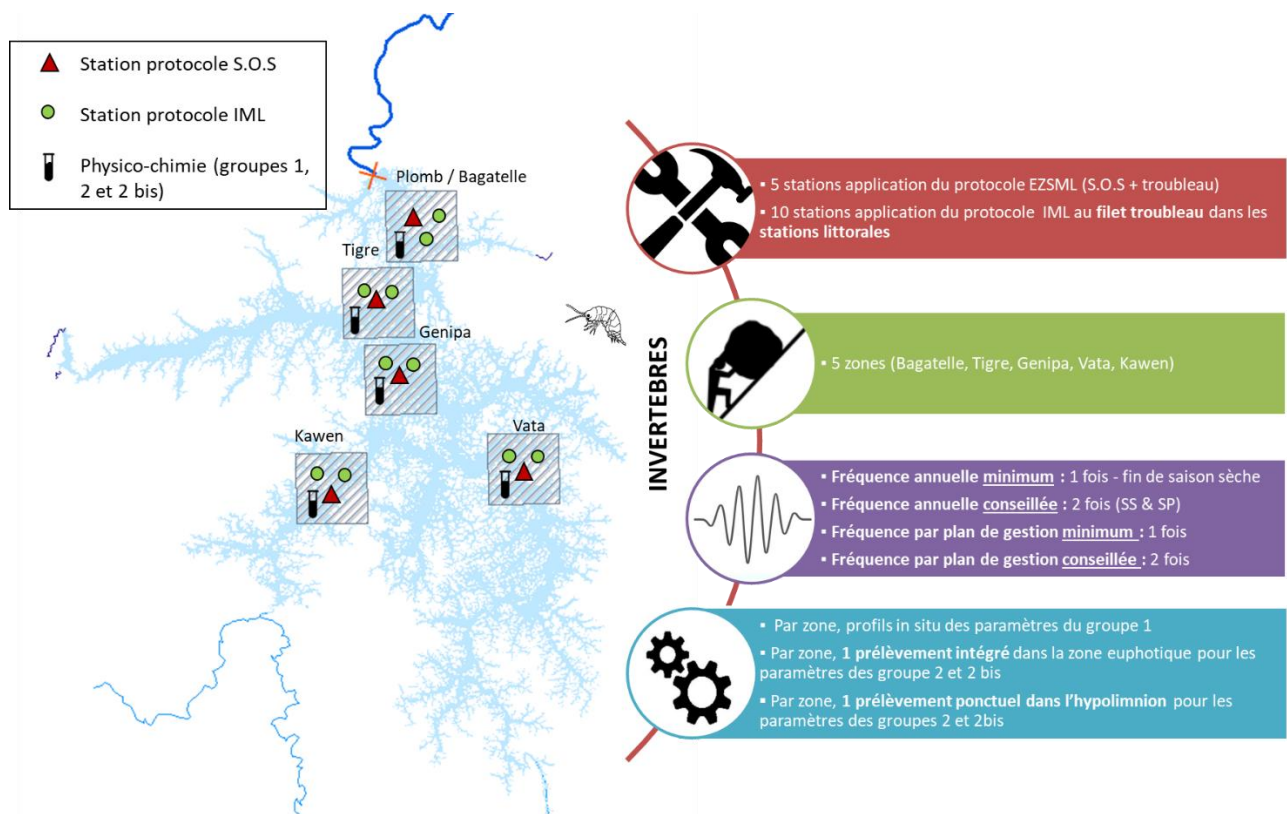 Station protocole S.O.S
Station protocole IML
Physico-chimie (groupes 1,
2 et 2 bis)
Plomb / Bagatelle
Tigre
Genipa
Kawen
Vata
INVERTEBRES
▪ 5 stations application du protocole EZSML (S.O.S + troubleau)
▪ 10 stations application du protocole IML au filet troubleau dans les
stations littorales
▪ 5 zones (Bagatelle, Tigre, Genipa, Vata, Kawen)
▪ Fréquence annuelle minimum : 1 fois - fin de saison sèche
▪ Fréquence annuelle conseillée : 2 fois (SS & SP)
▪ Fréquence par plan de gestion minimum : 1 fois
▪ Fréquence par plan de gestion conseillée : 2 fois
▪ Par zone, profils in situ des paramètres du groupe 1
▪ Par zone, 1 prélèvement intégré dans la zone euphotique pour les
paramètres des groupe 2 et 2 bis
▪ Par zone, 1 prélèvement ponctuel dans l'hypolimnion pour les
paramètres des groupes 2 et 2bis